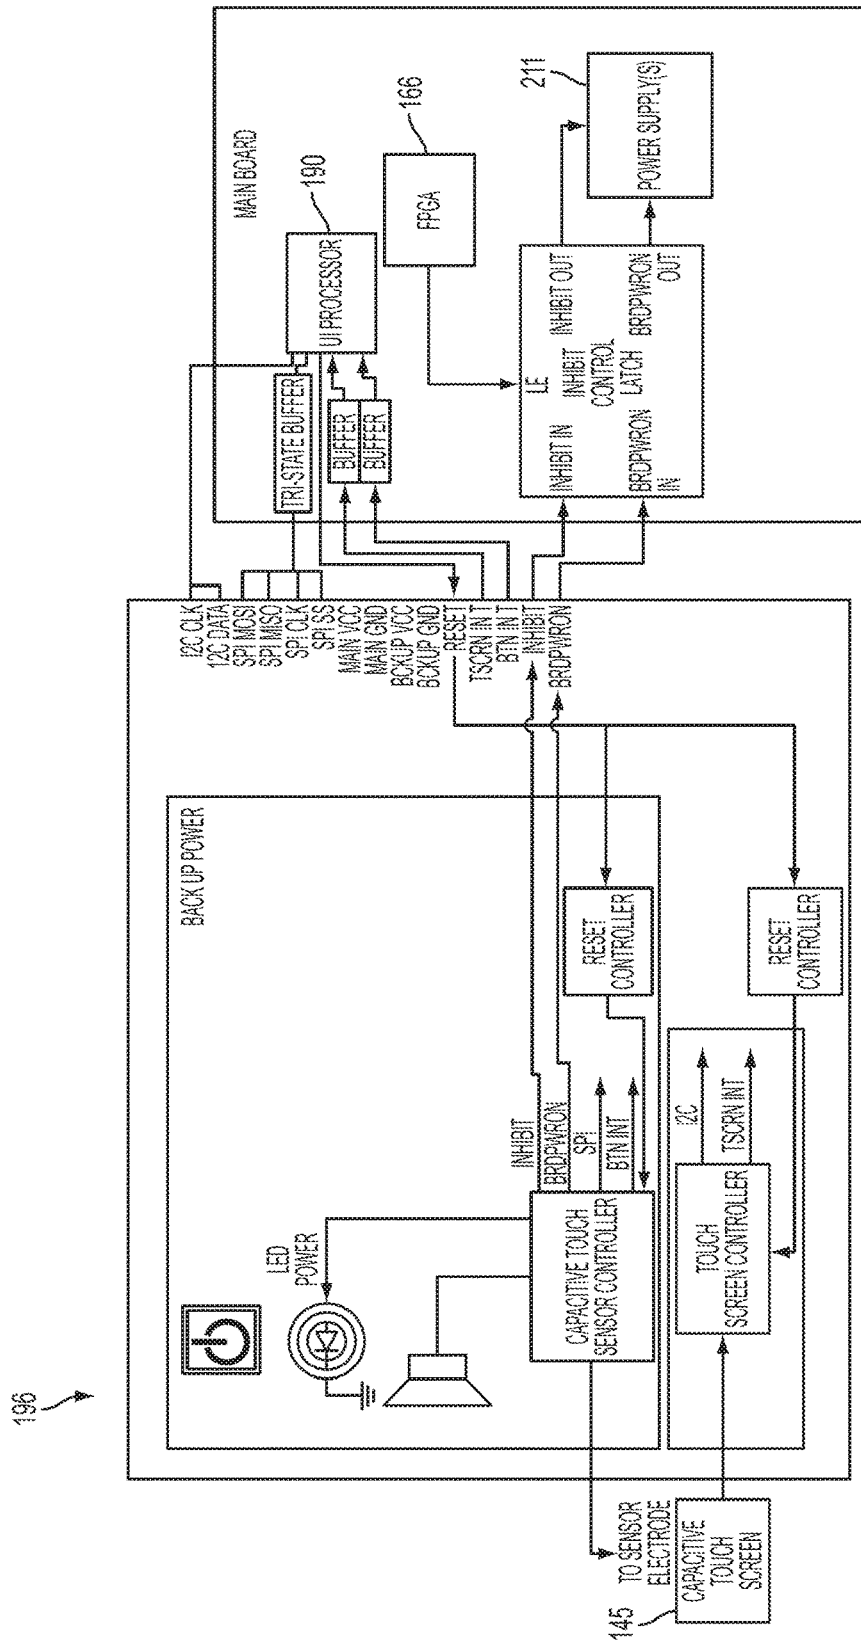 196
BACK UP POWER
LED
POWER
CAPACITIVE TOUCH
SENSOR CONTROLLER
INHIBIT
BRDPWRON
SPI
BTN INT
RESET
CONTROLLER
TO SENSOR
ELECTRODE
CAPACITIVE
TOUCH
SCREEN
145
TOUCH
SCREEN CONTROLLER
I2C
TSCRN INT
RESET
CONTROLLER
I2C CLK
I2C DATA
SPI MOSI
SPI MISO
SPI CLK
SPI SS
MAIN VCC
MAIN GND
BCKUP VCC
BCKUP GND
RESET
TSCRN IN T
BTN IN T
INHIBIT
BRDPWRON
MAIN BOARD
TRI-STATE BUFFER
BUFFER
BUFFER
UI PROCESSOR
190
FPGA
166
LE
INHIBIT IN
INHIBIT
CONTROL
LATCH
INHIBIT OUT
BRDPWRON
IN
BRDPWRON
OUT
POWER SUPPLY(S)
211